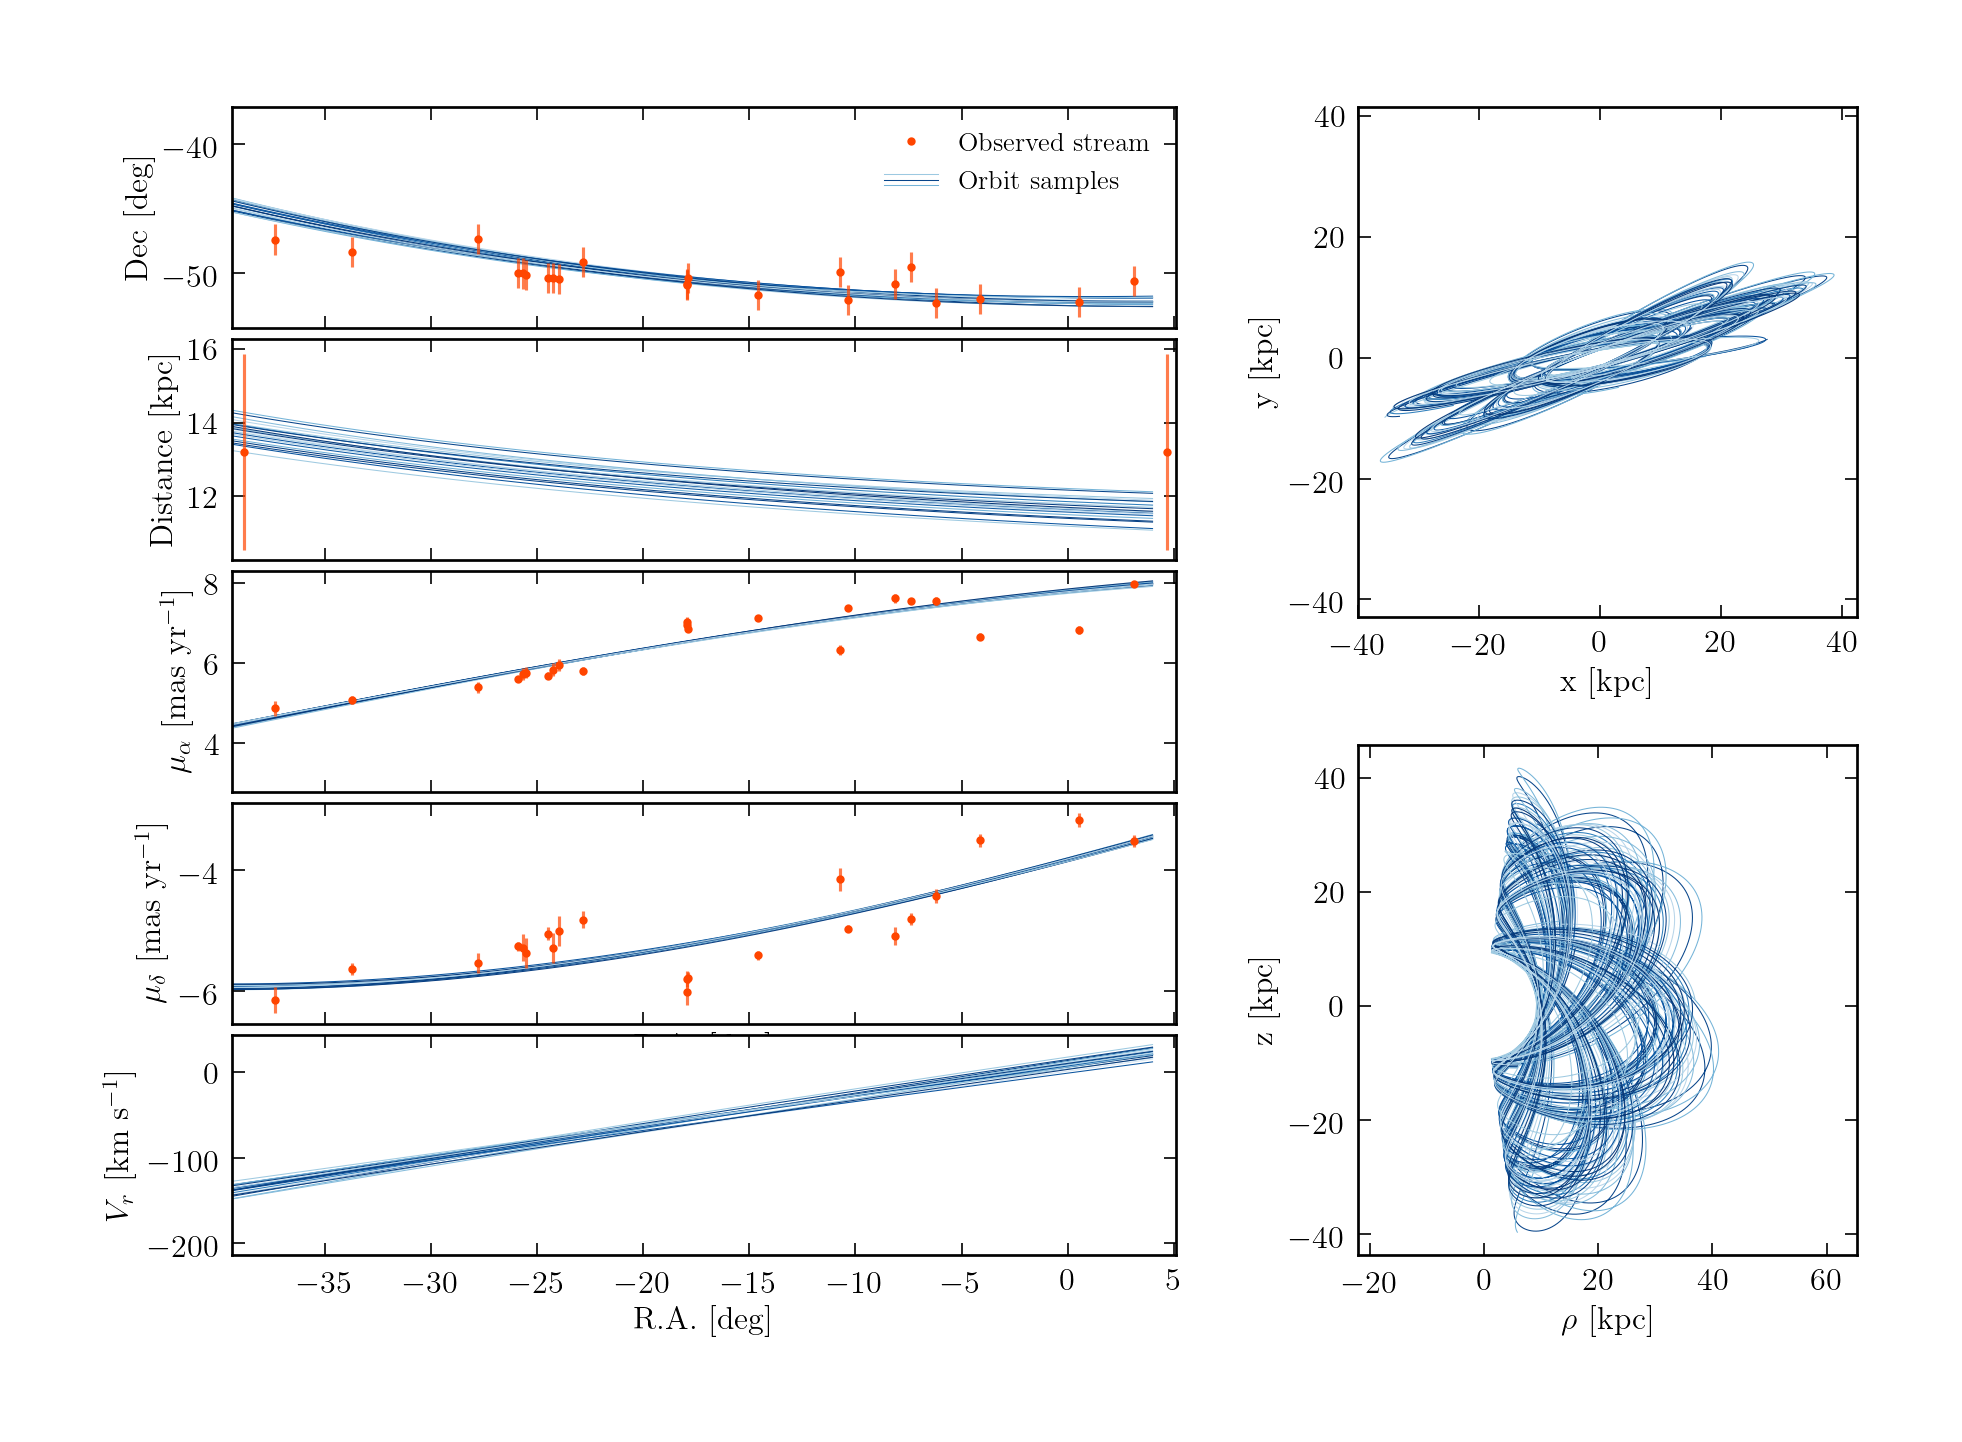 Observed stream
Orbit samples
−40
−50
Dec [deg]
16
14
12
Distance [kpc]
8
6
4
μα [mas yr−1]
−4
−6
μδ [mas yr−1]
0
−100
−200
Vr [km s−1]
−35 −30 −25 −20 −15 −10 −5 0 5
R.A. [deg]
40
20
0
−20
−40
y [kpc]
−40 −20 0 20 40
x [kpc]
40
20
0
−20
−40
z [kpc]
−20 0 20 40 60
ρ [kpc]